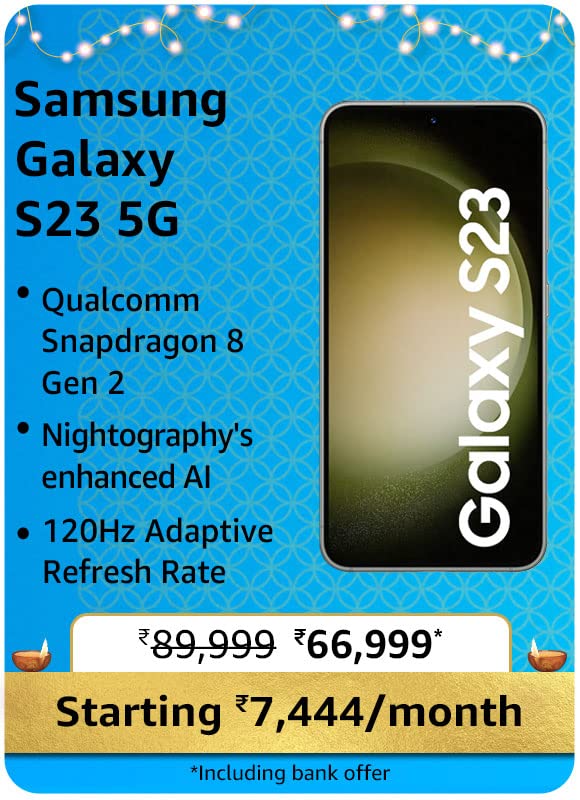 Samsung
Galaxy
S23 5G
• Qualcomm
Snapdragon 8
Gen 2
• Nightography's
enhanced AI
• 120Hz Adaptive
Refresh Rate
Galaxy S23
₹89,999 ₹66,999*
Starting ₹7,444/month
*Including bank offer